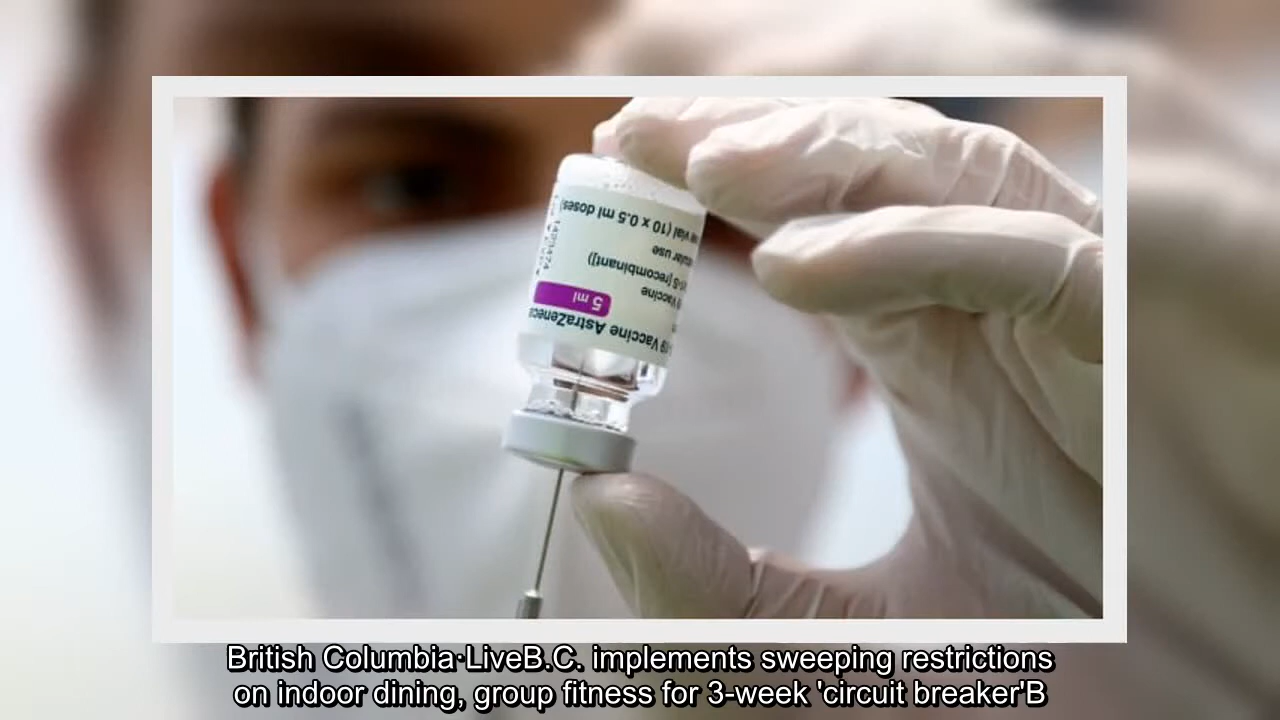 Vaccine AstraZeneca
5 ml
Vaccine
[recombinant])
use
vial (10 x 0.5 ml doses)
British Columbia·LiveB.C. implements sweeping restrictions
on indoor dining, group fitness for 3-week 'circuit breaker'B